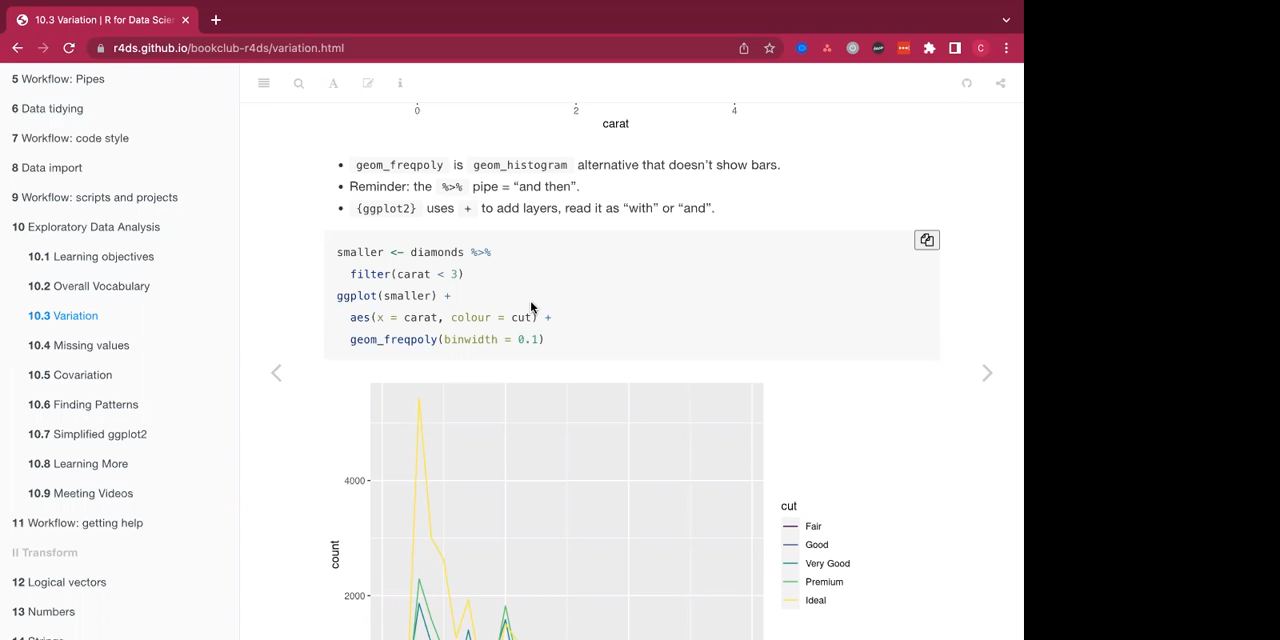 10.3 Variation | R for Data Scien
r4ds.github.io/bookclub-r4ds/variation.html
C
5 Workflow: Pipes
6 Data tidying
7 Workflow: code style
8 Data import
9 Workflow: scripts and projects
10 Exploratory Data Analysis
10.1 Learning objectives
10.2 Overall Vocabulary
10.3 Variation
10.4 Missing values
10.5 Covariation
10.6 Finding Patterns
10.7 Simplified ggplot2
10.8 Learning More
10.9 Meeting Videos
11 Workflow: getting help
II Transform
12 Logical vectors
13 Numbers
0 2 4
carat
• geom_freqpoly is geom_histogram alternative that doesn’t show bars.
• Reminder: the %>% pipe = “and then”.
• {ggplot2} uses + to add layers, read it as “with” or “and”.
smaller <- diamonds %>%
filter(carat < 3)
ggplot(smaller) +
aes(x = carat, colour = cut) +
geom_freqpoly(binwidth = 0.1)
4000
2000
count
cut
Fair
Good
Very Good
Premium
Ideal